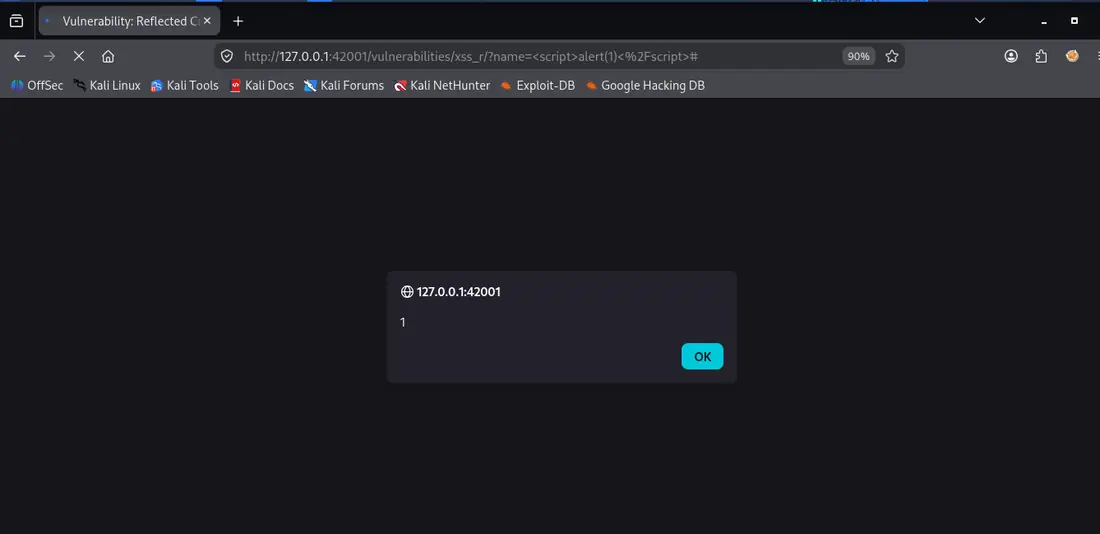 Vulnerability: Reflected C
http://127.0.0.1:42001/vulnerabilities/xss_r/?name=<script>alert(1)<%2Fscript>#
90%
OffSec Kali Linux Kali Tools Kali Docs Kali Forums Kali NetHunter Exploit-DB Google Hacking DB
127.0.0.1:42001
1
OK